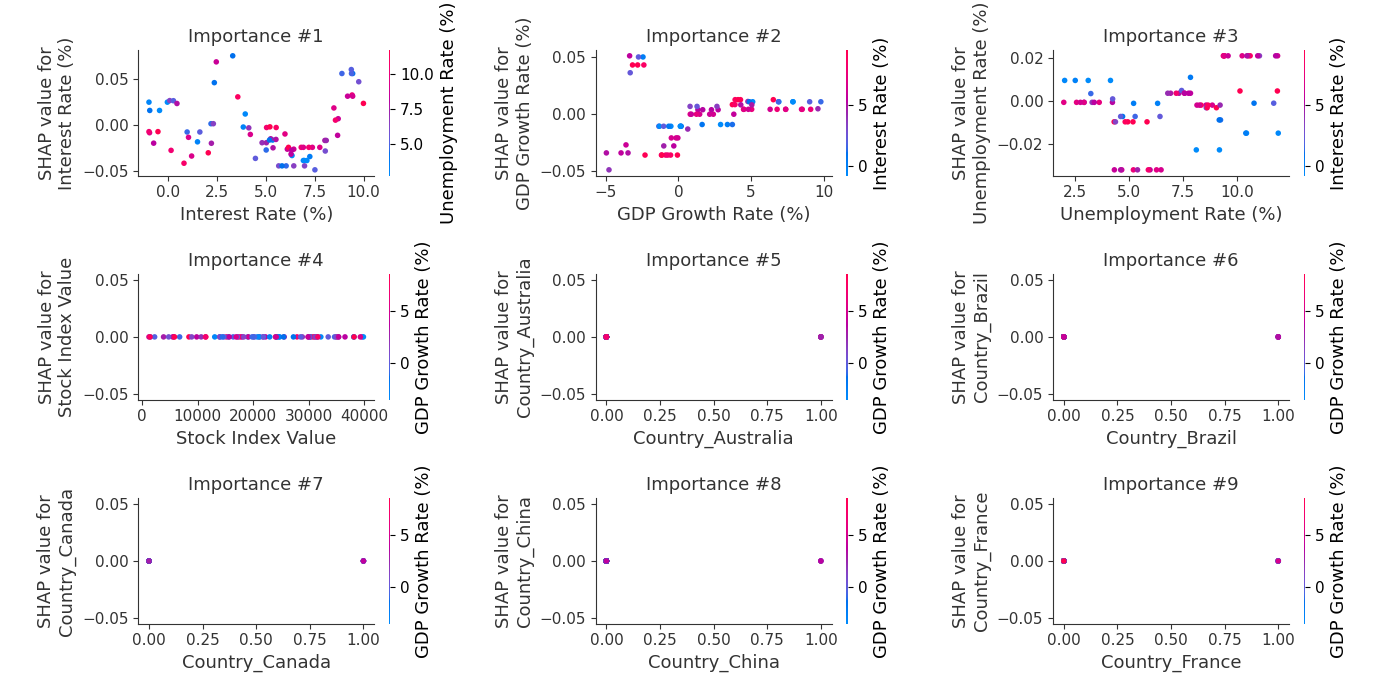 Importance #1
SHAP value for
Interest Rate (%)
0.05
0.00
−0.05
0.0
2.5
5.0
7.5
10.0
Interest Rate (%)
10.0
7.5
5.0
Unemployment Rate (%)
Importance #2
SHAP value for
GDP Growth Rate (%)
0.05
0.00
−0.05
−5
0
5
10
GDP Growth Rate (%)
5
0
Interest Rate (%)
Importance #3
SHAP value for
Unemployment Rate (%)
0.02
0.00
−0.02
2.5
5.0
7.5
10.0
Unemployment Rate (%)
5
0
Interest Rate (%)
Importance #4
SHAP value for
Stock Index Value
0.05
0.00
−0.05
0
10000
20000
30000
40000
Stock Index Value
5
0
GDP Growth Rate (%)
Importance #5
SHAP value for
Country_Australia
0.05
0.00
−0.05
0.00
0.25
0.50
0.75
1.00
Country_Australia
5
0
GDP Growth Rate (%)
Importance #6
SHAP value for
Country_Brazil
0.05
0.00
−0.05
0.00
0.25
0.50
0.75
1.00
Country_Brazil
5
0
GDP Growth Rate (%)
Importance #7
SHAP value for
Country_Canada
0.05
0.00
−0.05
0.00
0.25
0.50
0.75
1.00
Country_Canada
5
0
GDP Growth Rate (%)
Importance #8
SHAP value for
Country_China
0.05
0.00
−0.05
0.00
0.25
0.50
0.75
1.00
Country_China
5
0
GDP Growth Rate (%)
Importance #9
SHAP value for
Country_France
0.05
0.00
−0.05
0.00
0.25
0.50
0.75
1.00
Country_France
5
0
GDP Growth Rate (%)